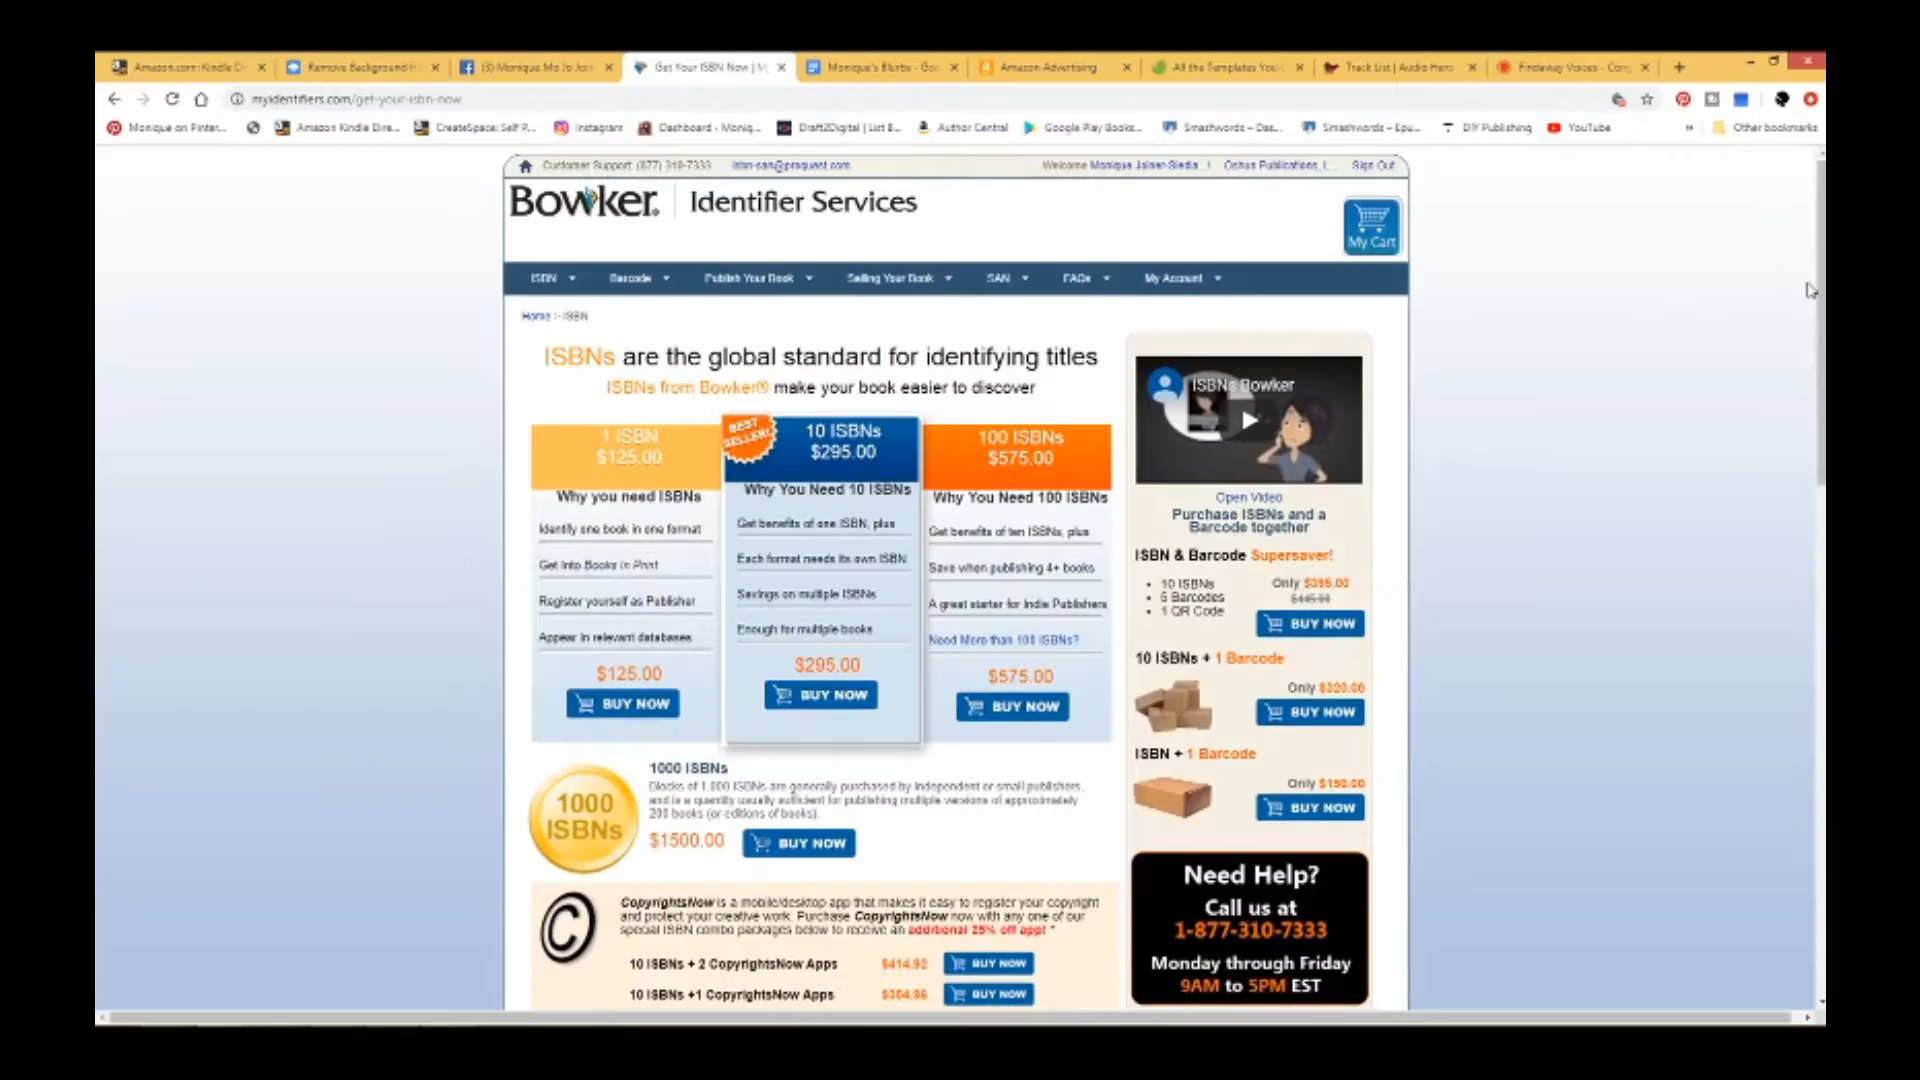 Amazon.com: Kindle Di
Remove Background fr
(3) Monique Mo Jo Join
Get Your ISBN Now | M
Monique's Blurbs - Goo
Amazon Advertising
All the Templates You
Track List | Audio Hero
Findaway Voices - Con
myidentifiers.com/get-your-isbn-now
Monique on Pinter...
Amazon Kindle Dire...
CreateSpace: Self P...
Instagram
Dashboard - Moniq...
Draft2Digital | List B...
Author Central
Google Play Books...
Smashwords – Das...
Smashwords – Epu...
DIY Publishing
YouTube
Other bookmarks
Customer Support (877) 310-7333
isbn-san@proquest.com
Welcome Monique Joiner-Siedla
Oshun Publications, L...
Sign Out
Bowker. | Identifier Services
My Cart
ISBN
Barcode
Publish Your Book
Selling Your Book
SAN
FAQs
My Account
Home > ISBN
ISBNs are the global standard for identifying titles
ISBNs from Bowker® make your book easier to discover
1 ISBN
$125.00
Why you need ISBNs
Identify one book in one format
Get Into Books in Print
Register yourself as Publisher
Appear in relevant databases
$125.00
BUY NOW
BEST SELLER!
10 ISBNs
$295.00
Why You Need 10 ISBNs
Get benefits of one ISBN, plus
Each format needs its own ISBN
Savings on multiple ISBNs
Enough for multiple books
$295.00
BUY NOW
100 ISBNs
$575.00
Why You Need 100 ISBNs
Get benefits of ten ISBNs, plus
Save when publishing 4+ books
A great starter for Indie Publishers
Need More than 100 ISBNs?
$575.00
BUY NOW
1000
ISBNs
1000 ISBNs
Blocks of 1,000 ISBNs are generally purchased by independent or small publishers,
and is a quantity usually sufficient for publishing multiple versions of approximately
200 books (or editions of books).
$1500.00
BUY NOW
CopyrightsNow is a mobile/desktop app that makes it easy to register your copyright
and protect your creative work. Purchase CopyrightsNow now with any one of our
special ISBN combo packages below to receive an additional 25% off app! *
10 ISBNs + 2 CopyrightsNow Apps
$414.92
BUY NOW
10 ISBNs +1 CopyrightsNow Apps
$354.96
BUY NOW
ISBNs Bowker
Open Video
Purchase ISBNs and a
Barcode together
ISBN & Barcode Supersaver!
10 ISBNs
5 Barcodes
1 QR Code
Only $395.00
$445.00
BUY NOW
10 ISBNs + 1 Barcode
Only $320.00
BUY NOW
ISBN + 1 Barcode
Only $150.00
BUY NOW
Need Help?
Call us at
1-877-310-7333
Monday through Friday
9AM to 5PM EST